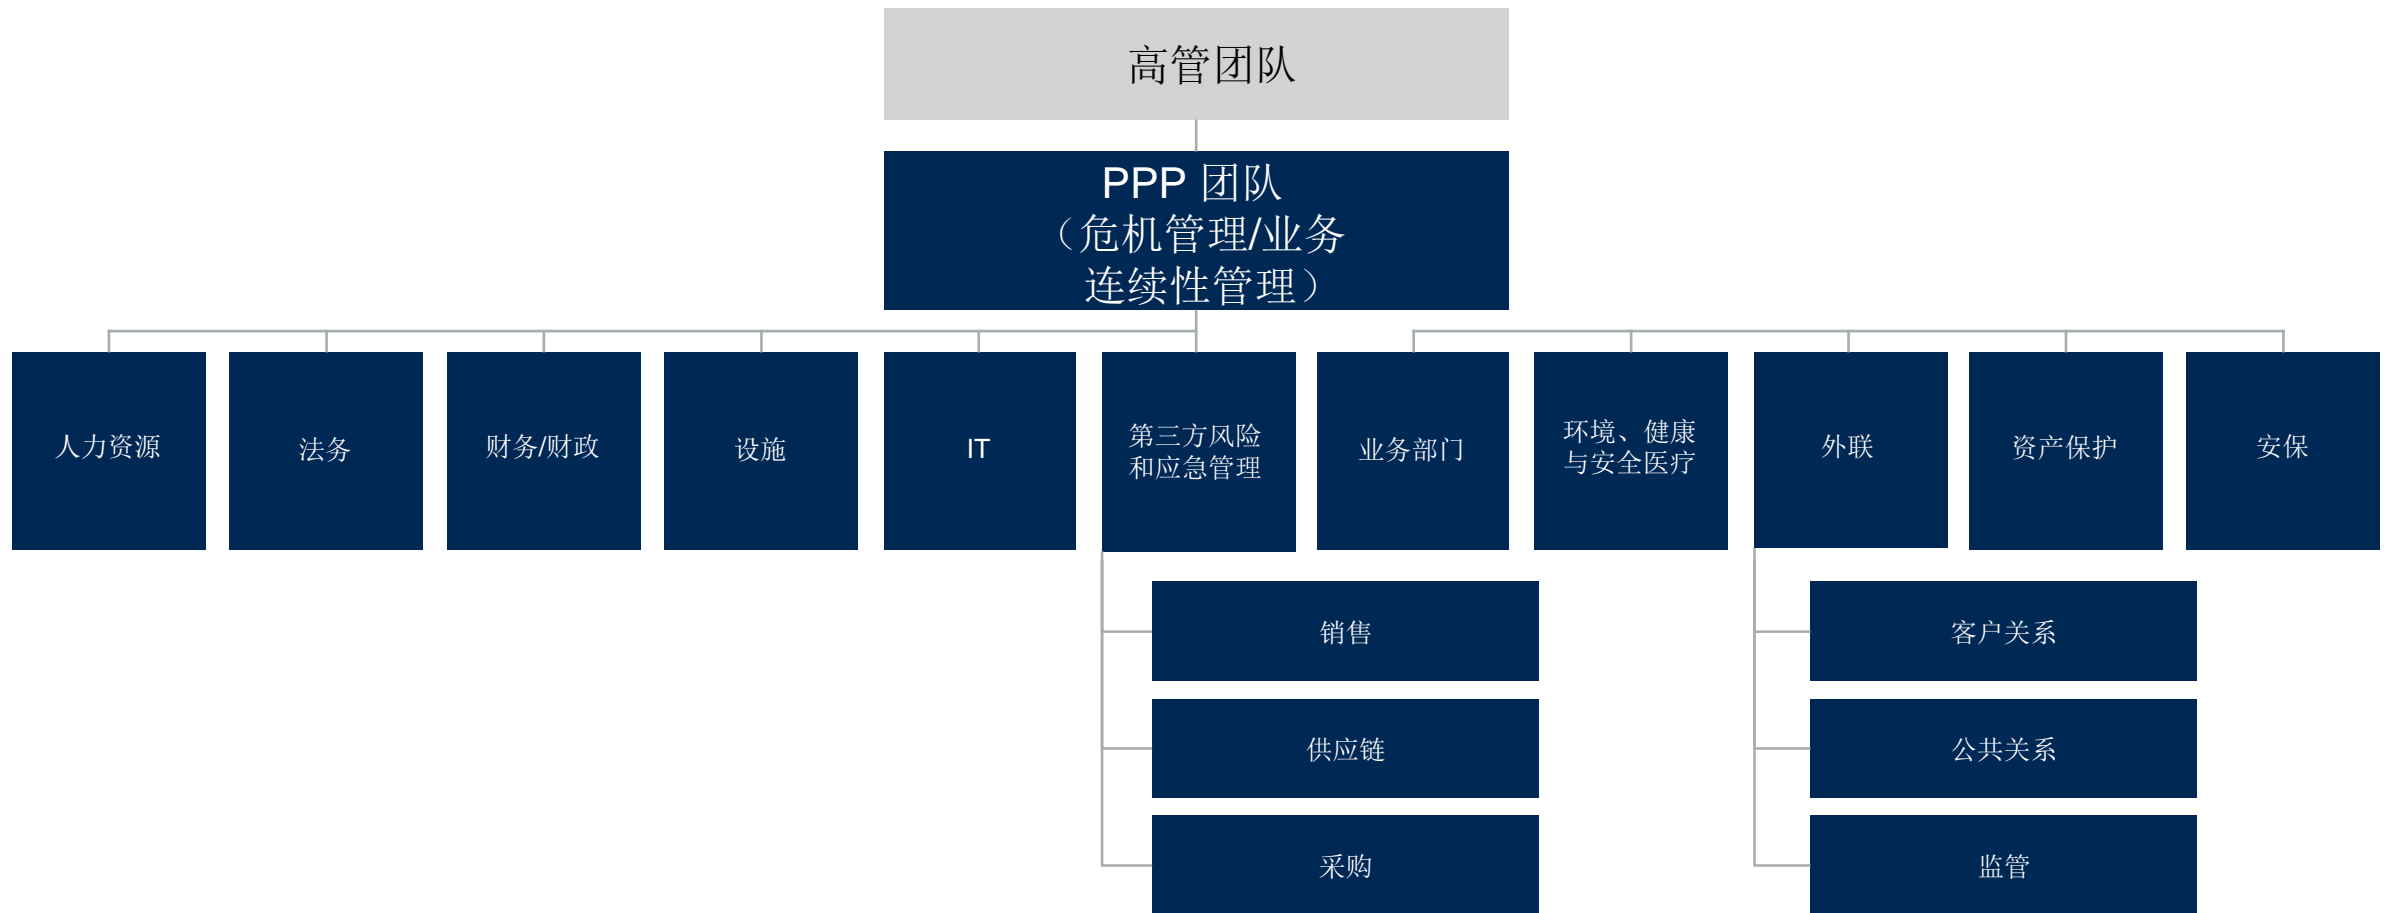 高管团队
PPP 团队
（危机管理/业务
连续性管理）
人力资源
法务
财务/财政
设施
IT
第三方风险
和应急管理
业务部门
环境、健康
与安全医疗
外联
资产保护
安保
销售
供应链
采购
客户关系
公共关系
监管